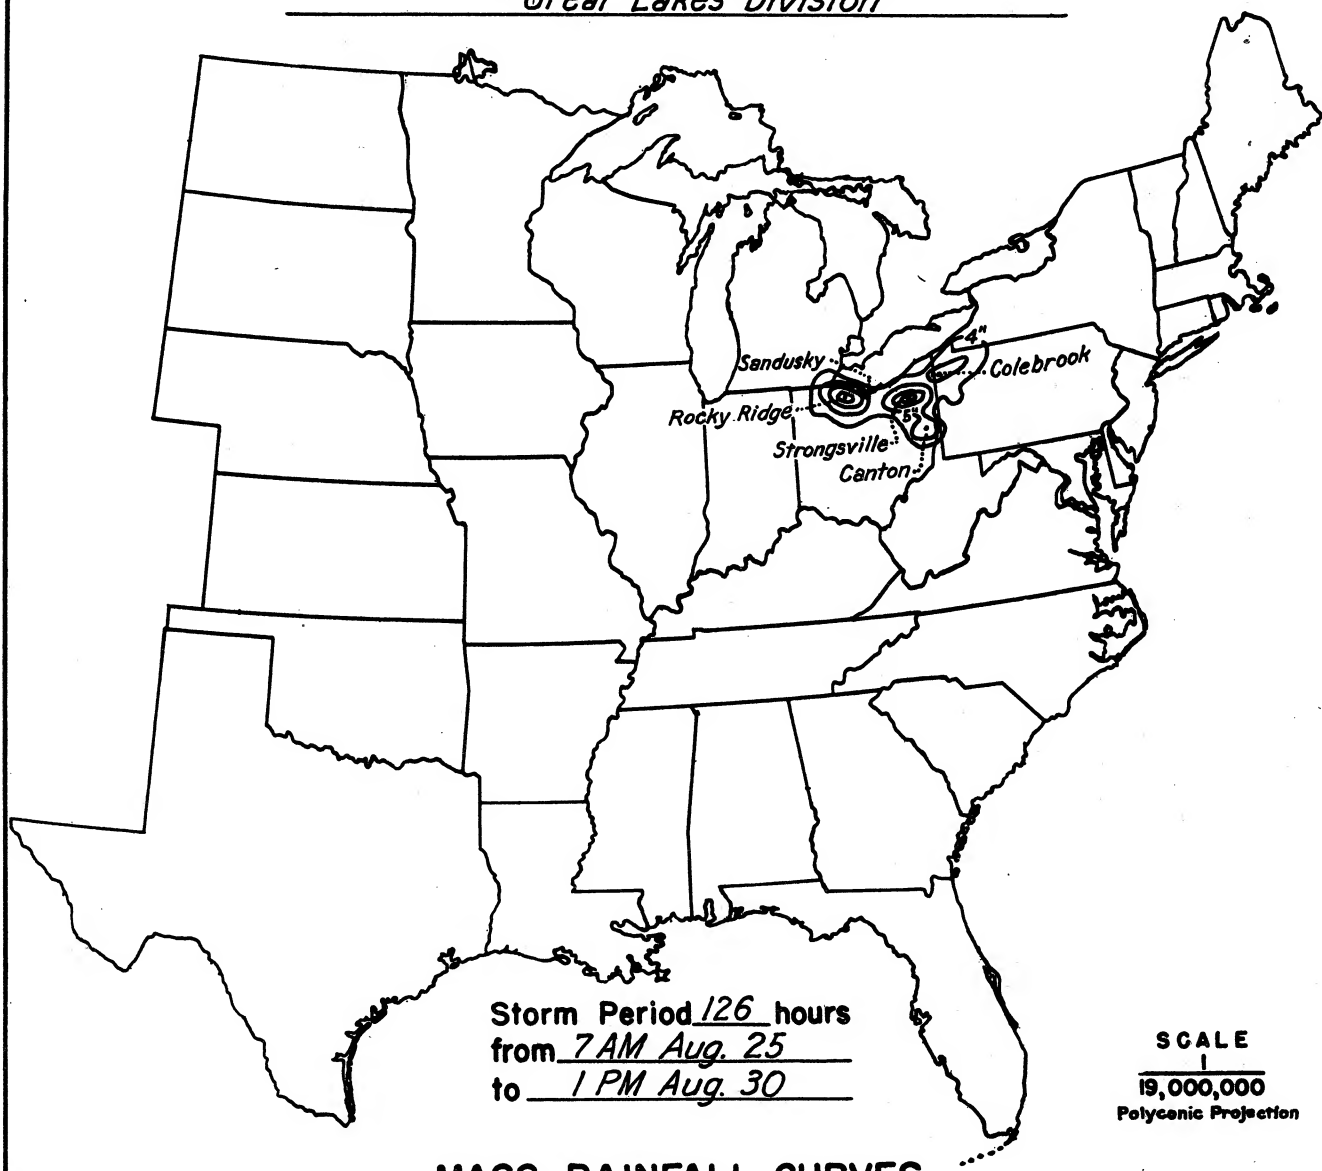 Great Lakes Division
4"
Sandusky
Colebrook
Rocky Ridge
5"
Strongsville
Canton
Storm Period 126 hours
from 7 AM Aug. 25
to 1 PM Aug. 30
SCALE
1
19,000,000
Polyconic Projection
MASS RAINFALL CURVES